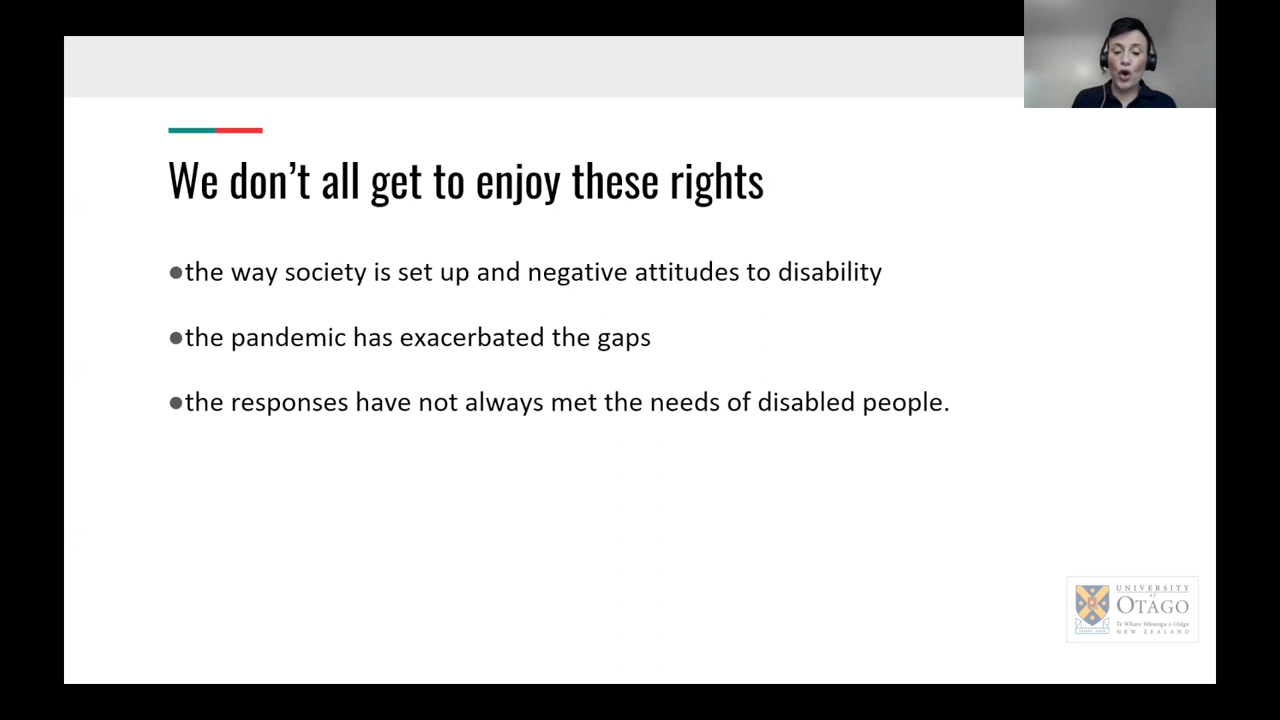 We don’t all get to enjoy these rights
●the way society is set up and negative attitudes to disability
●the pandemic has exacerbated the gaps
●the responses have not always met the needs of disabled people.
UNIVERSITY
of
OTAGO
Te Whare Wānanga o Otāgo
NEW ZEALAND